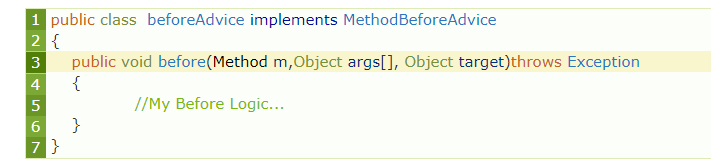 1 public class  beforeAdvice implements MethodBeforeAdvice
2 {
3    public void before(Method m,Object args[], Object target)throws Exception
4    {
5            //My Before Logic...
6    }
7 }